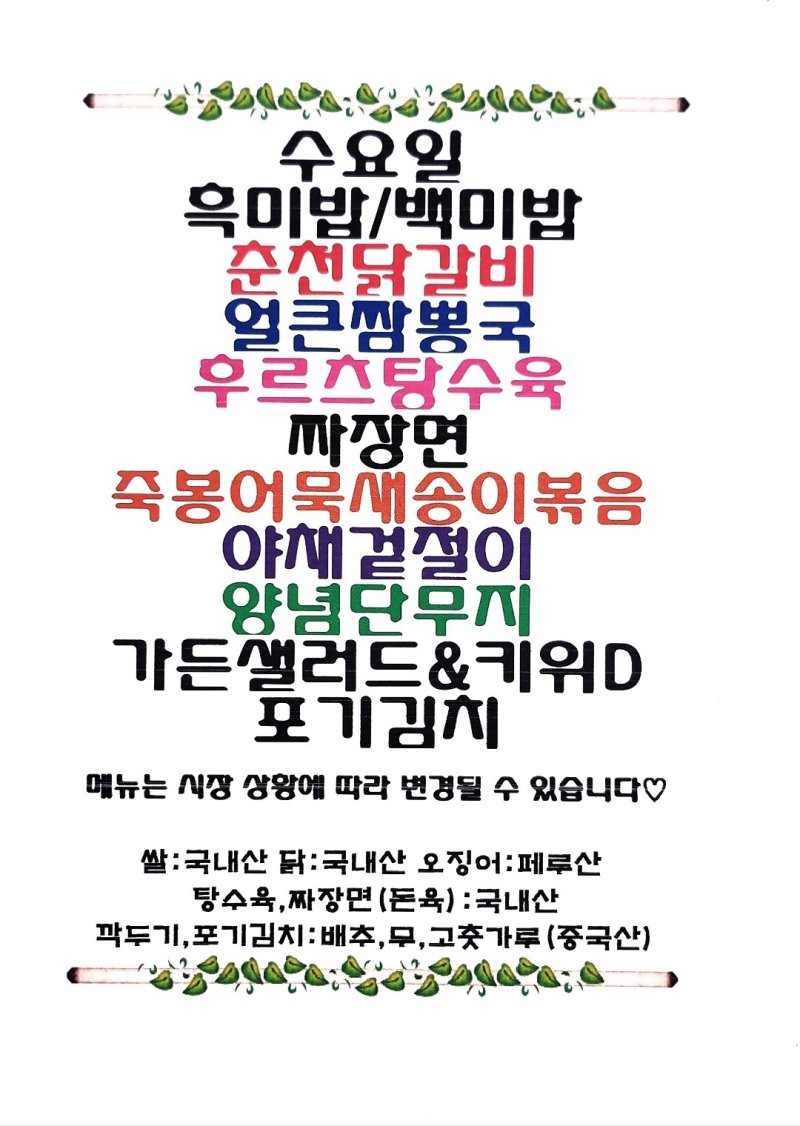 수요일
흑미밥/백미밥
춘천닭갈비
얼큰짬뽕국
후르츠탕수육
짜장면
죽봉어묵새송이볶음
야채겉절이
양념단무지
가든샐러드&키위D
포기김치
메뉴는 시장 상황에 따라 변경될 수 있습니다♡
쌀:국내산 닭:국내산 오징어:페루산
탕수육,짜장면(돈육):국내산
깍두기,포기김치:배추,무,고춧가루(중국산)